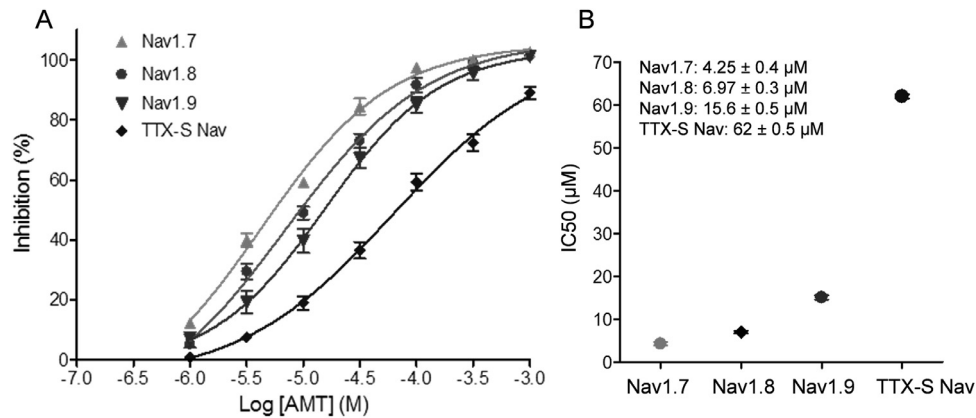 A
Nav1.7
Nav1.8
Nav1.9
TTX-S Nav
Inhibition (%)
100
80
60
40
20
0
-7.0 -6.5 -6.0 -5.5 -5.0 -4.5 -4.0 -3.5 -3.0
Log [AMT] (M)
B
Nav1.7: 4.25 ± 0.4 µM
Nav1.8: 6.97 ± 0.3 µM
Nav1.9: 15.6 ± 0.5 µM
TTX-S Nav: 62 ± 0.5 µM
IC50 (µM)
70
60
50
40
30
20
10
0
Nav1.7 Nav1.8 Nav1.9 TTX-S Nav